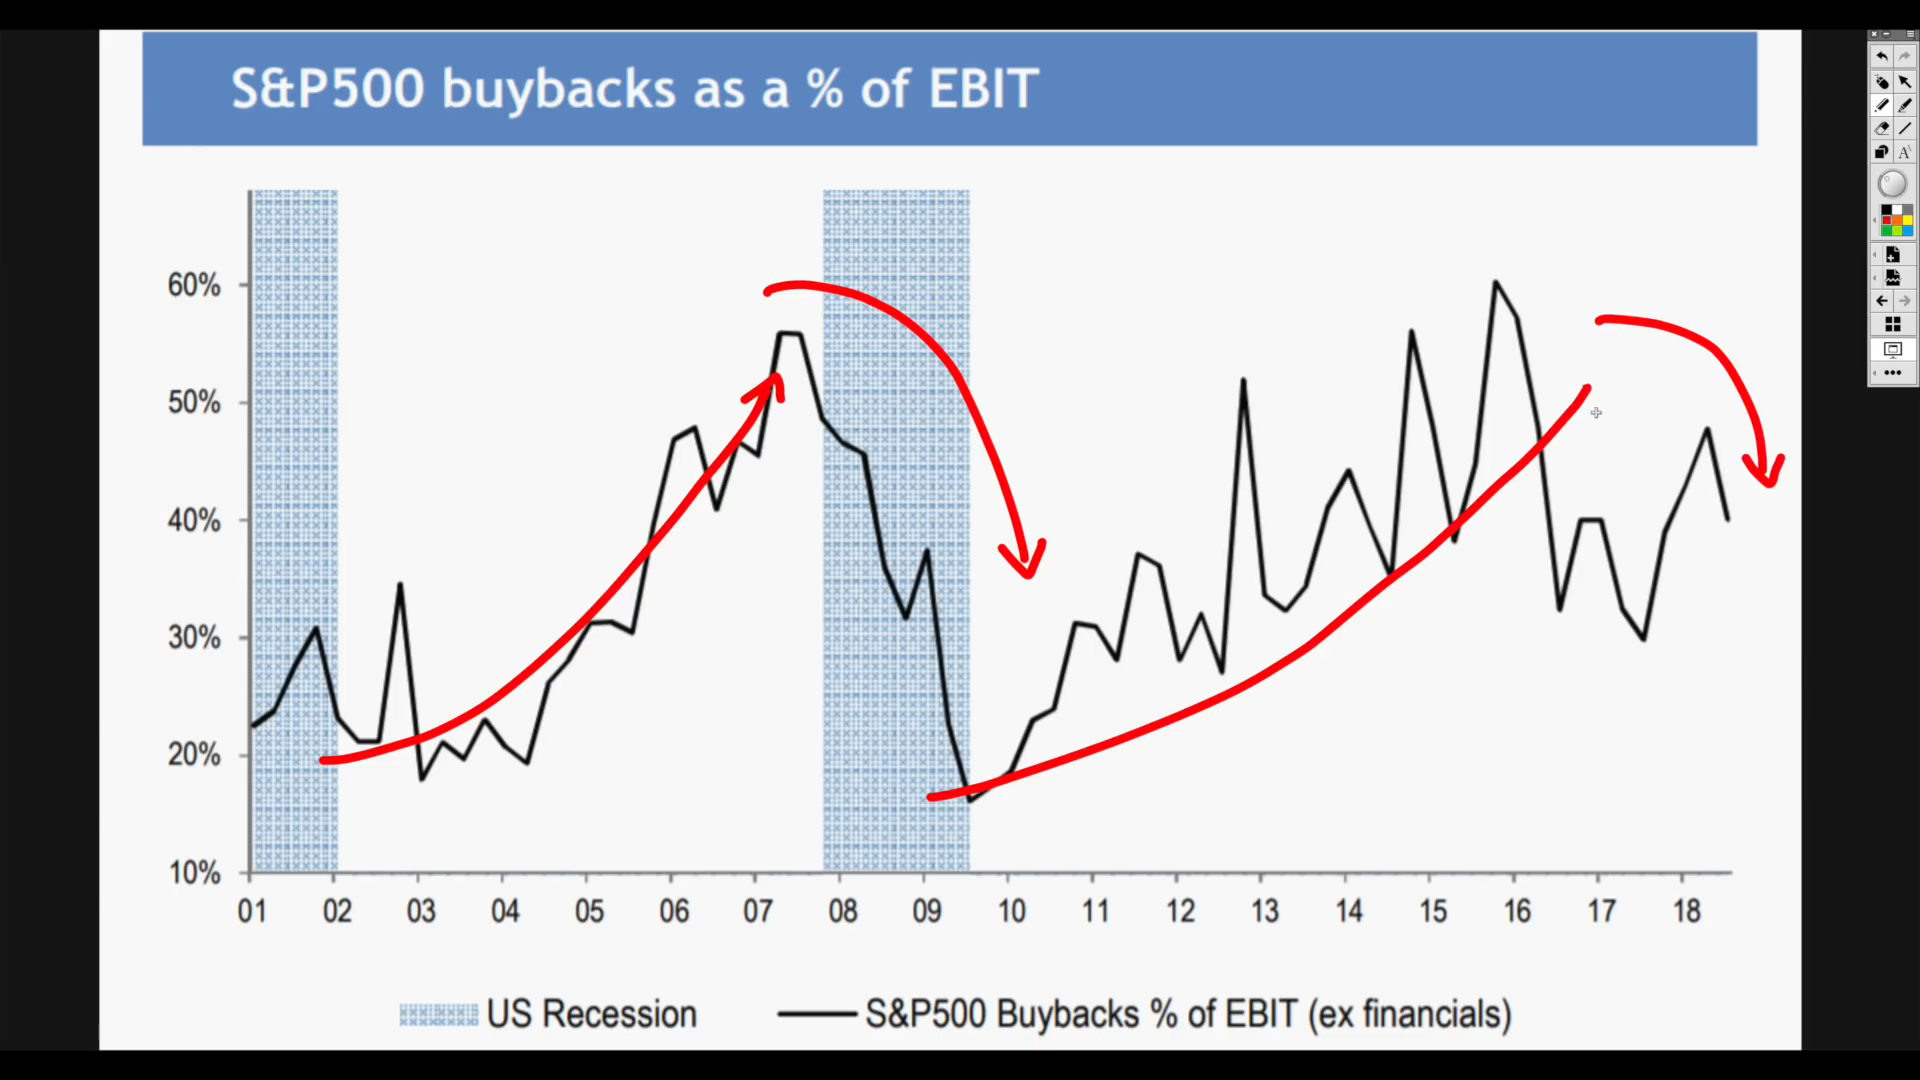 S&P500 buybacks as a % of EBIT
60%
50%
40%
30%
20%
10%
01 02 03 04 05 06 07 08 09 10 11 12 13 14 15 16 17 18
US Recession S&P500 Buybacks % of EBIT (ex financials)
A